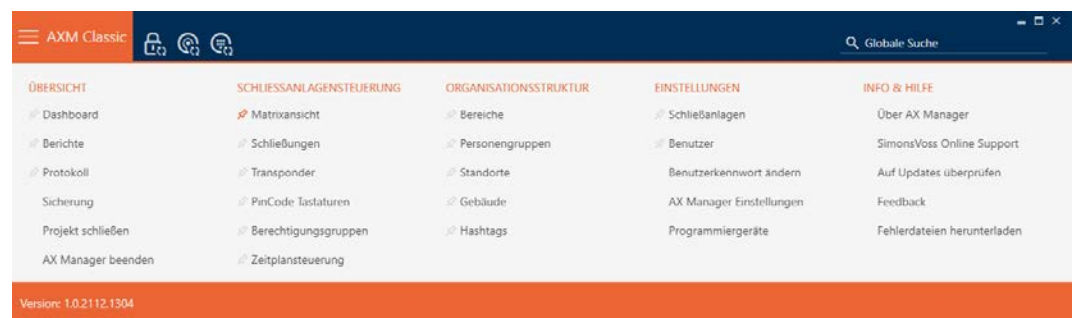 AXM Classic
Globale Suche
ÜBERSICHT
Dashboard
Berichte
Protokoll
Sicherung
Projekt schließen
AX Manager beenden
SCHLIESSANLAGENSTEUERUNG
Matrixansicht
Schließungen
Transponder
PinCode Tastaturen
Berechtigungsgruppen
Zeitplansteuerung
ORGANISATIONSSTRUKTUR
Bereiche
Personengruppen
Standorte
Gebäude
Hashtags
EINSTELLUNGEN
Schließanlagen
Benutzer
Benutzerkennwort ändern
AX Manager Einstellungen
Programmiergeräte
INFO & HILFE
Über AX Manager
SimonsVoss Online Support
Auf Updates überprüfen
Feedback
Fehlerdateien herunterladen
Version: 1.0.2112.1304